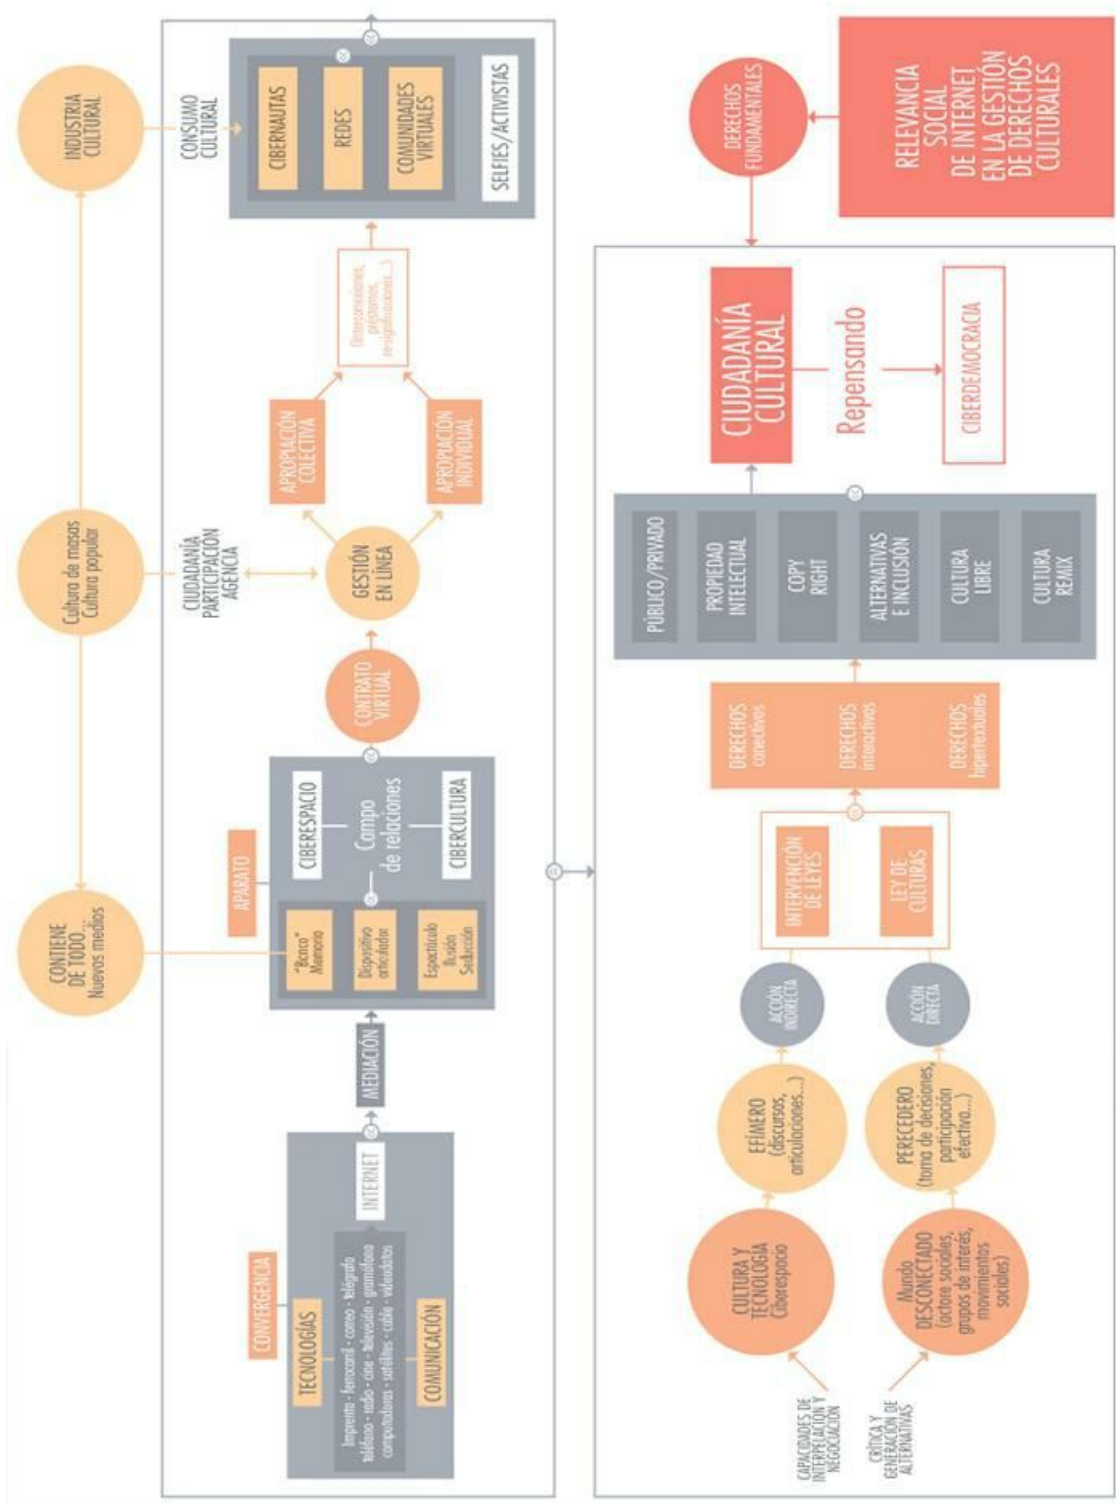 CONTIENE
DE TODO...
Nuevos medios
Cultura de masas
Cultura popular
INDUSTRIA
CULTURAL
CONVERGENCIA
TECNOLOGÍAS
Imprenta · ferrocarril · correo · telégrafo
teléfono · radio · cine · televisión · gramófono
computadoras · satélites · cable · videodatos
COMUNICACIÓN
INTERNET
MEDIACIÓN
APARATO
"Banco"
Memoria
Dispositivo
articulador
Espectáculo
Ilusión
Seducción
CIBERESPACIO
Campo
de relaciones
CIBERCULTURA
CONTRATO
VIRTUAL
CIUDADANÍA
PARTICIPACIÓN
AGENCIA
GESTIÓN
EN LÍNEA
APROPIACIÓN
COLECTIVA
APROPIACIÓN
INDIVIDUAL
(Interconexiones,
préstamos,
re-significaciones...)
CONSUMO
CULTURAL
CIBERNAUTAS
REDES
COMUNIDADES
VIRTUALES
SELFIES/ACTIVISTAS
CAPACIDADES DE
INTERPELACIÓN Y
NEGOCIACIÓN
CRÍTICA Y
GENERACIÓN DE
ALTERNATIVAS
CULTURA Y
TECNOLOGÍA
Ciberespacio
Mundo
DESCONECTADO
(actore sociales,
grupos de interés,
movimientos
sociales)
EFÍMERO
(discursos,
articulaciones...)
PERECEDERO
(toma de decisiones,
participación
efectiva...)
ACCIÓN
INDIRECTA
ACCIÓN
DIRECTA
INTERVENCIÓN
DE LEYES
LEY DE
CULTURAS
DERECHOS
conectivos
DERECHOS
interactivos
DERECHOS
hipertextuales
PÚBLICO/PRIVADO
PROPIEDAD
INTELECTUAL
COPY
RIGHT
ALTERNATIVAS
E INCLUSIÓN
CULTURA
LIBRE
CULTURA
REMIX
CIUDADANÍA
CULTURAL
Repensando
CIBERDEMOCRACIA
DERECHOS
FUNDAMENTALES
RELEVANCIA
SOCIAL
DE INTERNET
EN LA GESTIÓN
DE DERECHOS
CULTURALES